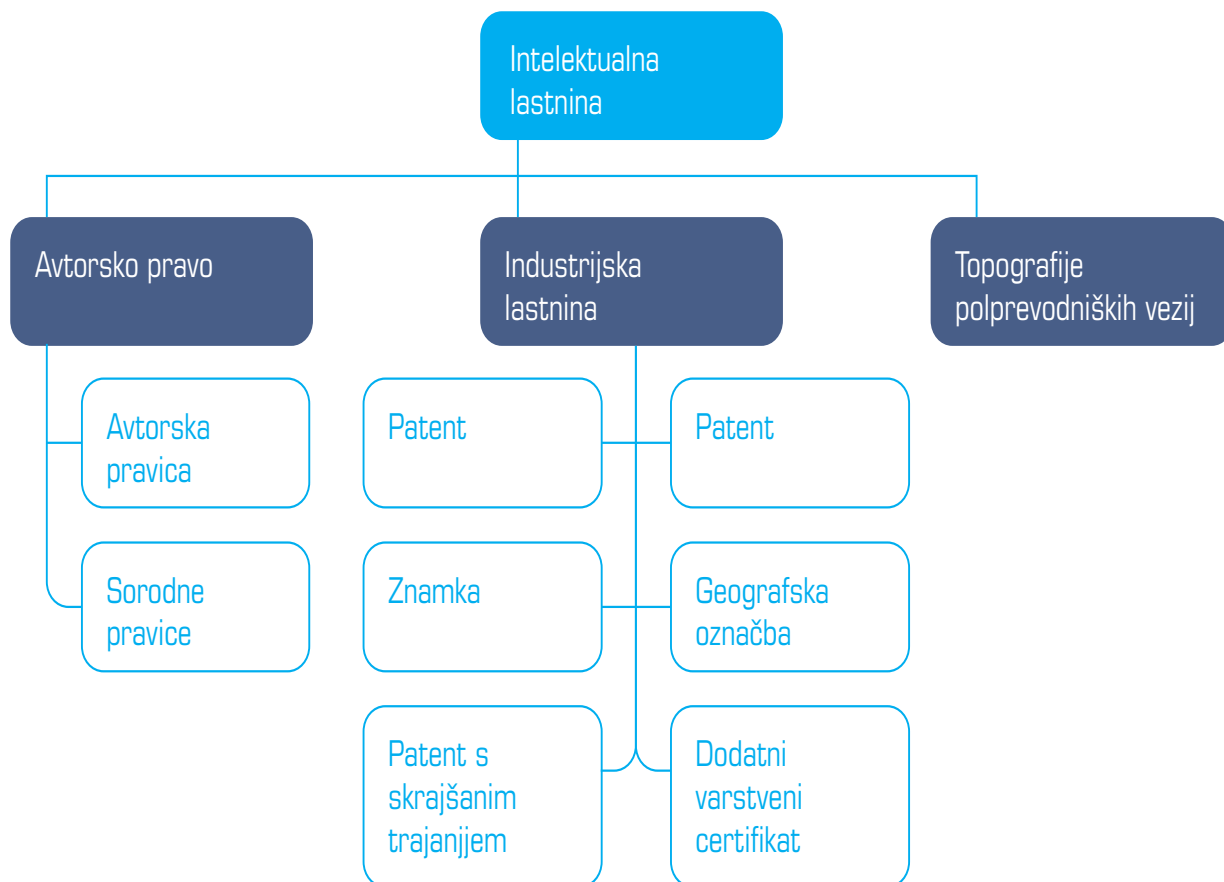 Intelektualna
lastnina
Avtorsko pravo
Industrijska
lastnina
Topografije
polprevodniških vezij
Avtorska
pravica
Patent
Patent
Sorodne
pravice
Znamka
Geografska
označba
Patent s
skrajšanim
trajanjjem
Dodatni
varstveni
certifikat